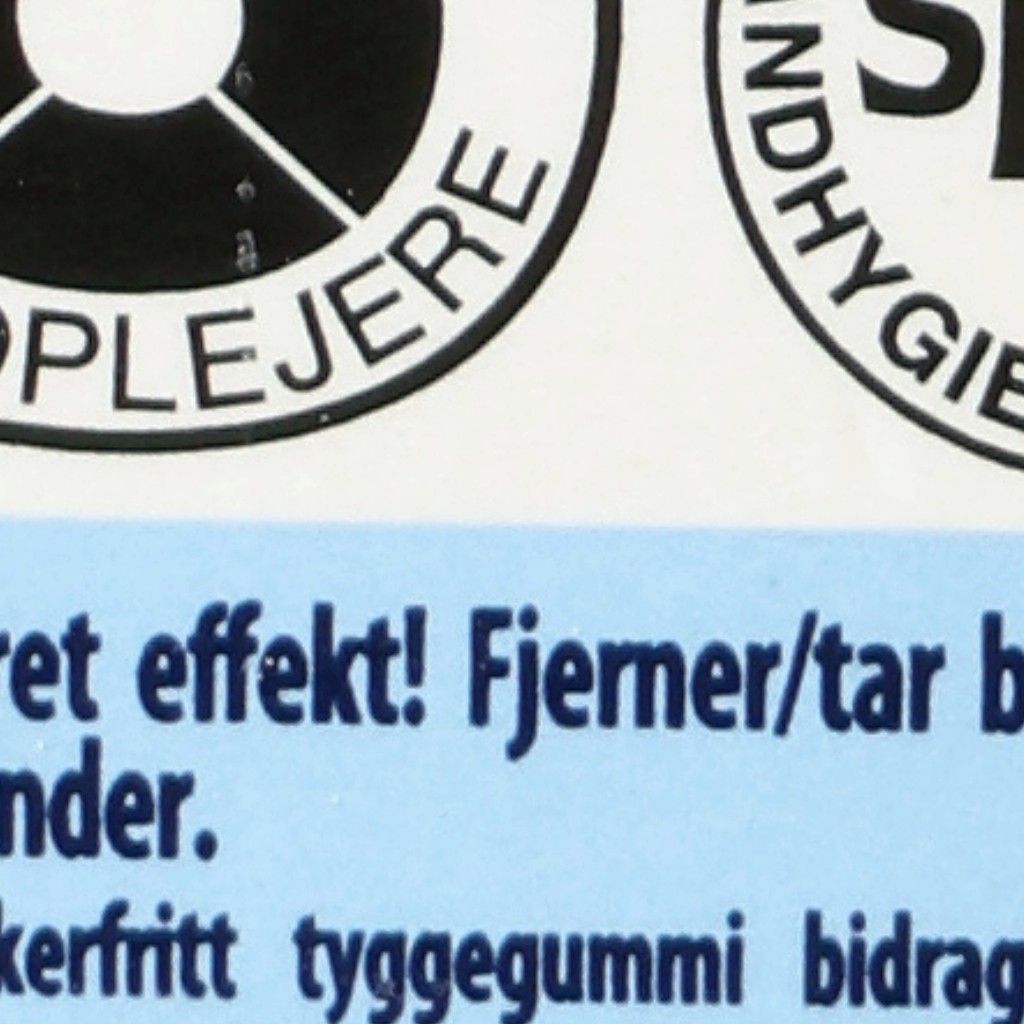 OPLEJERE
NDHYGIE
ret effekt! Fjerner/tar b
nder.
kerfritt tyggegummi bidrag